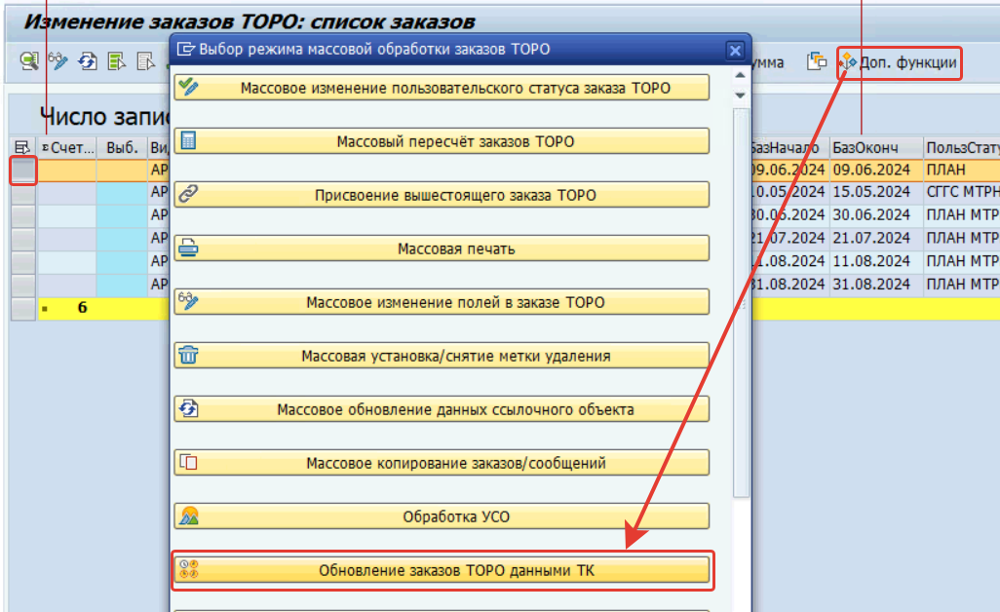 Изменение заказов ТОРО: список заказов
Выбор режима массовой обработки заказов ТОРО
Доп. функции
Массовое изменение пользовательского статуса заказа ТОРО
Массовый пересчёт заказов ТОРО
Присвоение вышестоящего заказа ТОРО
Массовая печать
Массовое изменение полей в заказе ТОРО
Массовая установка/снятие метки удаления
Массовое обновление данных ссылочного объекта
Массовое копирование заказов/сообщений
Обработка УСО
Обновление заказов ТОРО данными ТК
Число запи
Счет... Выб. Ви БазНачало БазОконч ПользСтату
АР 09.06.2024 09.06.2024 ПЛАН
АР 10.05.2024 15.05.2024 СГГС МТРН
АР 30.06.2024 30.06.2024 ПЛАН МТР
АР 21.07.2024 21.07.2024 ПЛАН МТР
АР 11.08.2024 11.08.2024 ПЛАН МТР
АР 31.08.2024 31.08.2024 ПЛАН МТР
6